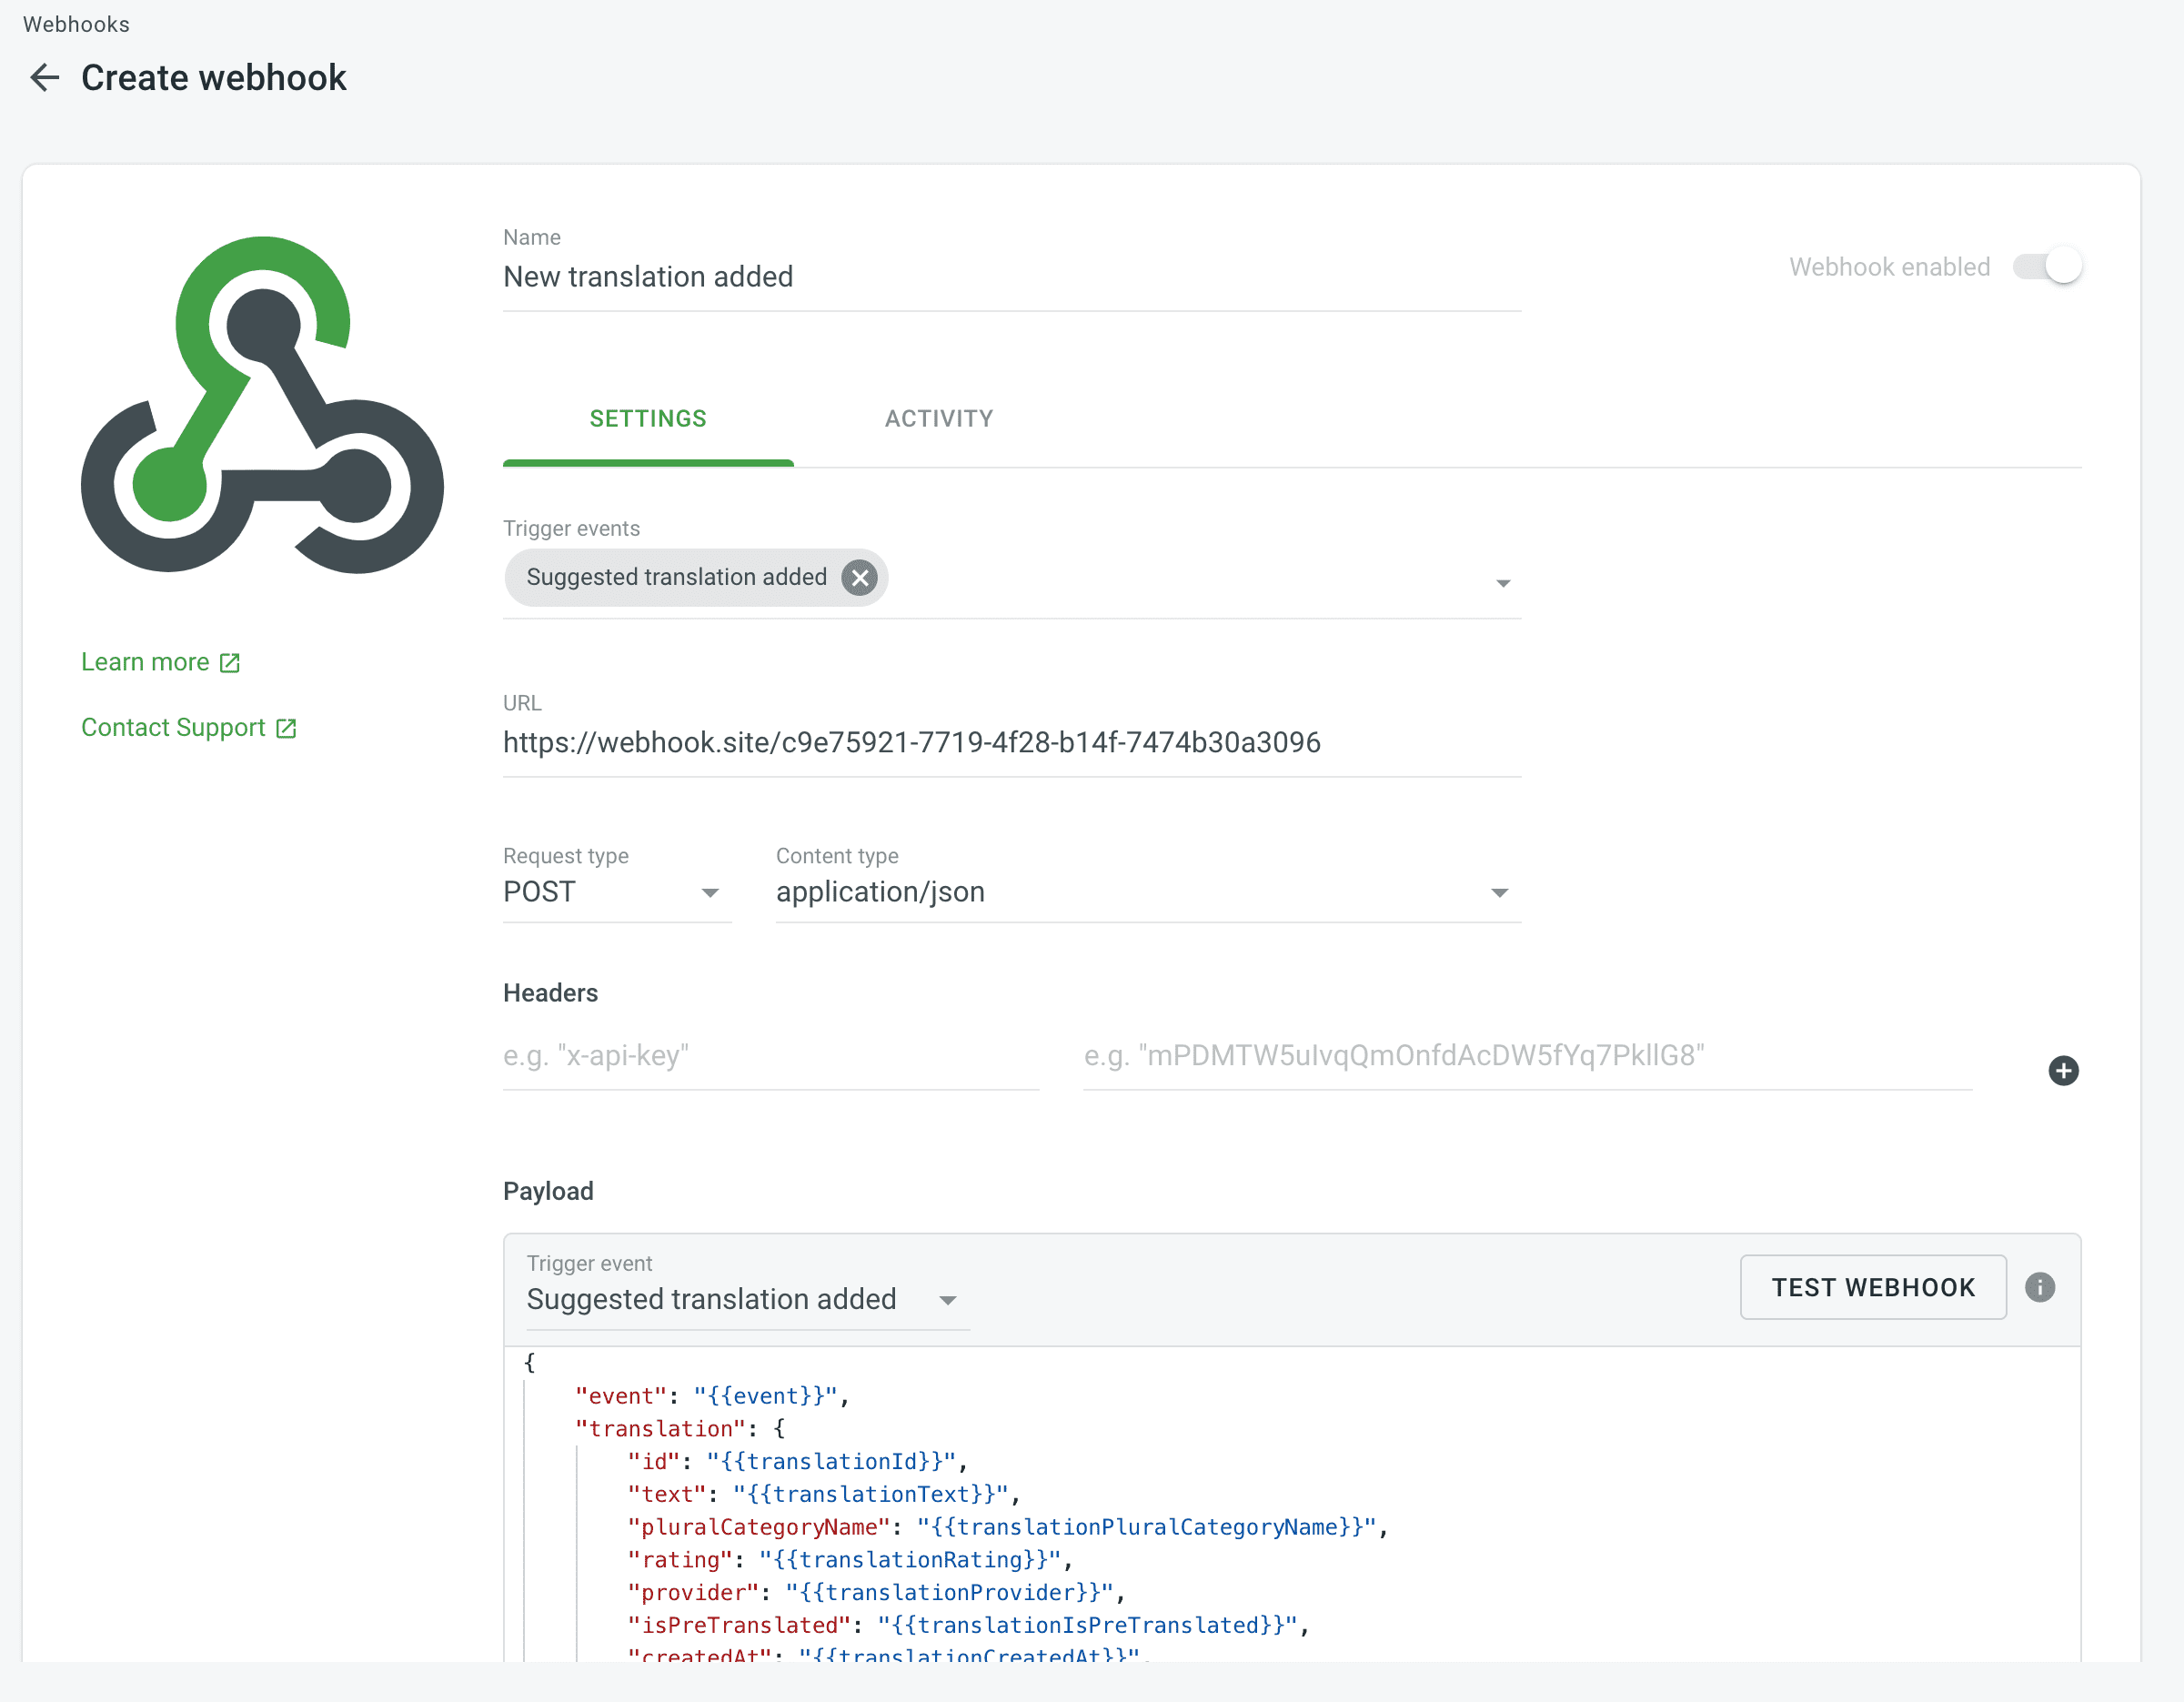 Webhooks
Create webhook
Name
New translation added
Webhook enabled
SETTINGS
ACTIVITY
Trigger events
Suggested translation added
Learn more
Contact Support
URL
https://webhook.site/c9e75921-7719-4f28-b14f-7474b30a3096
Request type
Content type
POST
application/json
Headers
e.g. "x-api-key"
e.g. "mPDMTW5uIvqQmOnfdAcDW5fYq7PkllG8"
Payload
Trigger event
Suggested translation added
TEST WEBHOOK
{
"event": "{{event}}",
"translation": {
"id": "{{translationId}}",
"text": "{{translationText}}",
"pluralCategoryName": "{{translationPluralCategoryName}}",
"rating": "{{translationRating}}",
"provider": "{{translationProvider}}",
"isPreTranslated": "{{translationIsPreTranslated}}",
"createdAt": "{{translationCreatedAt}}",